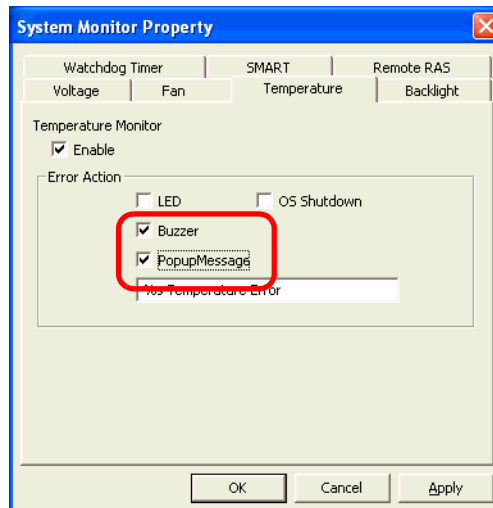 System Monitor Property
Watchdog Timer SMART Remote RAS
Voltage Fan Temperature Backlight
Temperature Monitor
Enable
Error Action
LED OS Shutdown
Buzzer
PopupMessage
%s Temperature Error
OK Cancel Apply